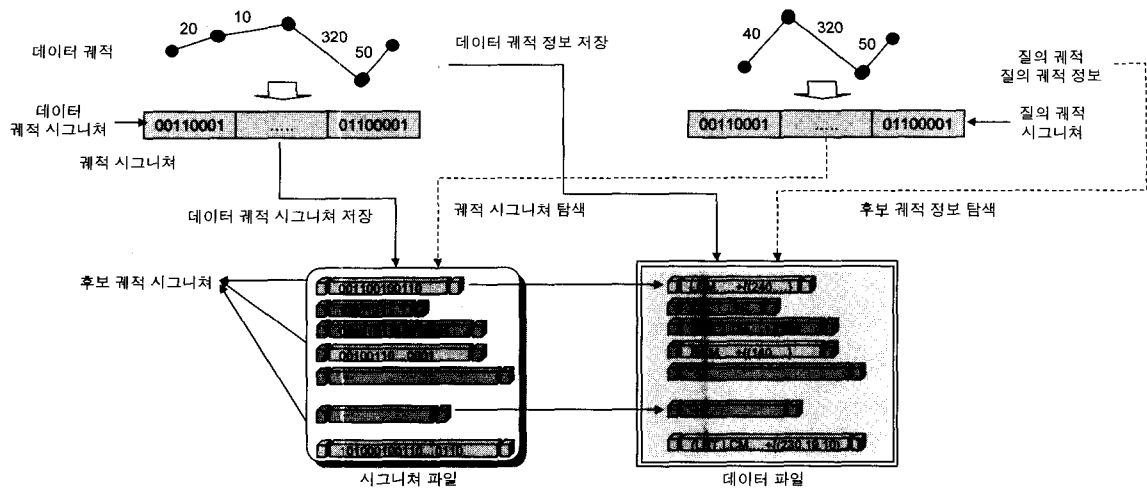 20
10
320
50
데이터 궤적
데이터 궤적 정보 저장
40
320
50
질의 궤적
질의 궤적 정보
데이터
궤적 시그니쳐
00110001
.....
01100001
00110001
.....
01100001
질의 궤적
시그니쳐
궤적 시그니쳐
데이터 궤적 시그니쳐 저장
궤적 시그니쳐 탐색
후보 궤적 정보 탐색
후보 궤적 시그니쳐
001100100110
00100110
시그니쳐 파일
데이터 파일